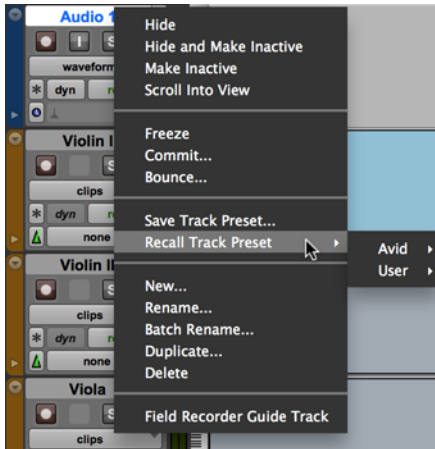 Audio 1
Hide
Hide and Make Inactive
Make Inactive
Scroll Into View
Freeze
Commit...
Bounce...
Save Track Preset...
Recall Track Preset
Avid
User
New...
Rename...
Batch Rename...
Duplicate...
Delete
Field Recorder Guide Track
I
S
waveform
dyn
Violin I
S
clips
dyn
none
Violin II
S
clips
dyn
none
Viola
S
clips